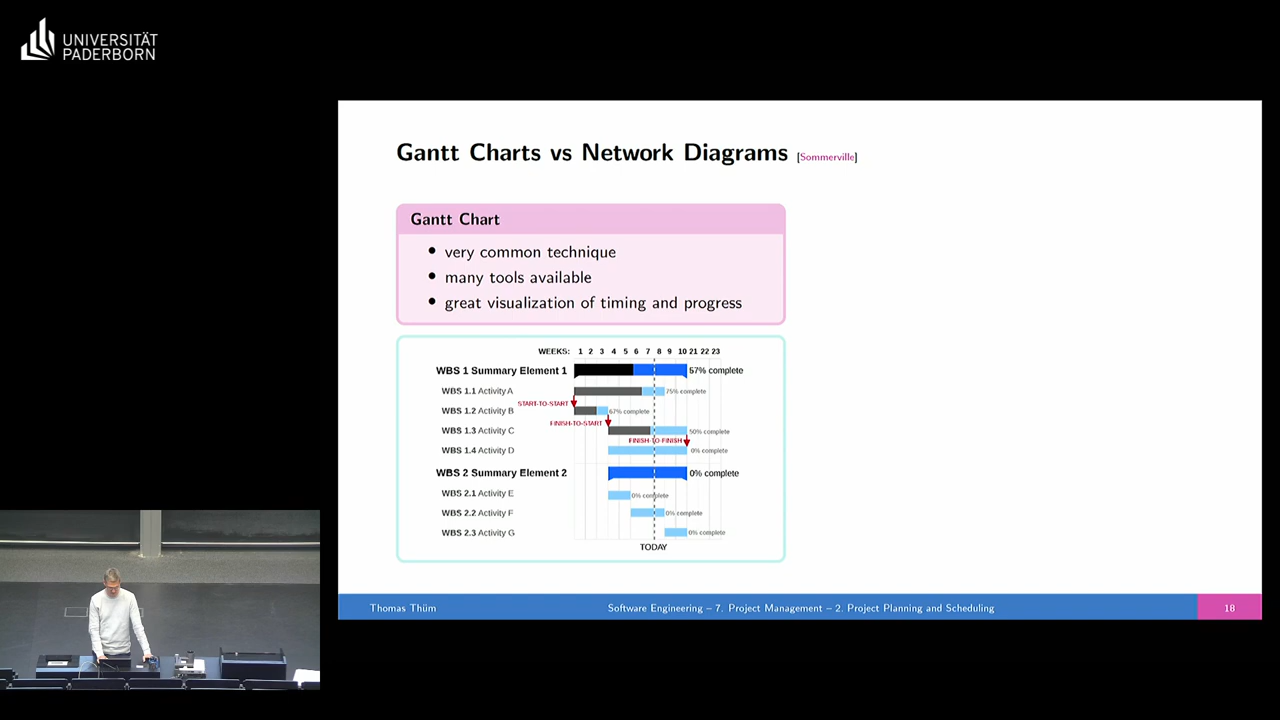 UNIVERSITÄT
PADERBORN
Gantt Charts vs Network Diagrams [Sommerville]
Gantt Chart
• very common technique
• many tools available
• great visualization of timing and progress
WEEKS: 1 2 3 4 5 6 7 8 9 10 21 22 23
WBS 1 Summary Element 1 57% complete
WBS 1.1 Activity A 75% complete
START-TO-START
WBS 1.2 Activity B 67% complete
FINISH-TO-START
WBS 1.3 Activity C 50% complete
FINISH-TO-FINISH
WBS 1.4 Activity D 0% complete
WBS 2 Summary Element 2 0% complete
WBS 2.1 Activity E 0% complete
WBS 2.2 Activity F 0% complete
WBS 2.3 Activity G 0% complete
TODAY
Thomas Thüm Software Engineering – 7. Project Management – 2. Project Planning and Scheduling 18